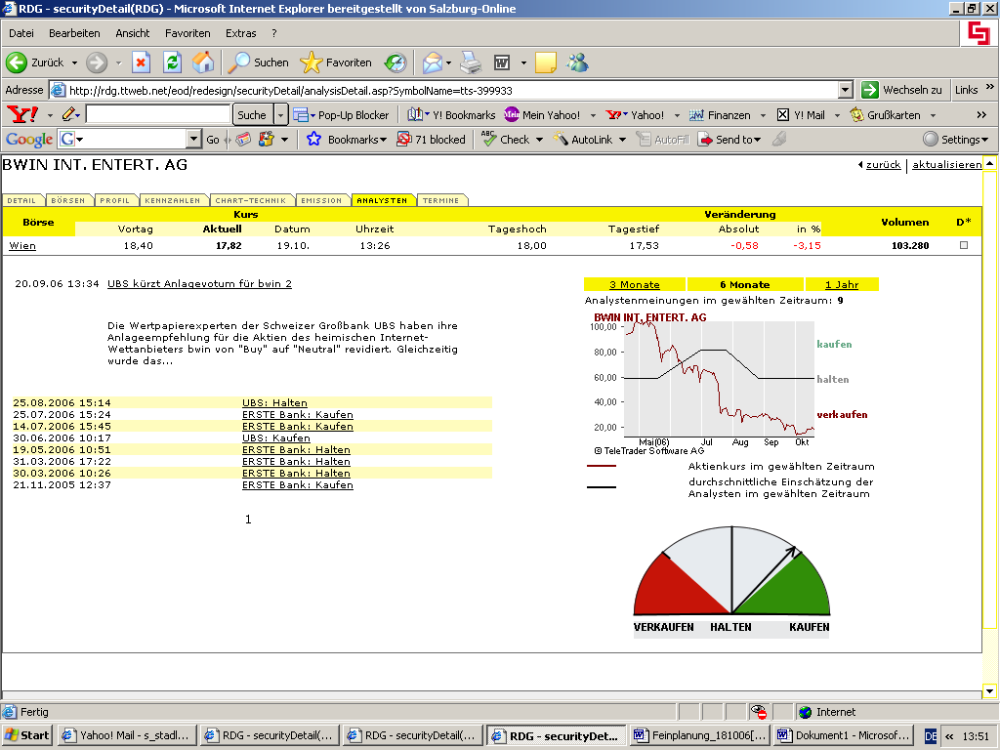 RDG - securityDetail(RDG) - Microsoft Internet Explorer bereitgestellt von Salzburg-Online
Datei Bearbeiten Ansicht Favoriten Extras ?
Zurück Suchen Favoriten
Adresse http://rdg.ttweb.net/eod/redesign/securityDetail/analysisDetail.asp?SymbolName=tts-399933 Wechseln zu Links »
Y! Suche Pop-Up Blocker Y! Bookmarks Mein Yahoo! Yahoo! Finanzen Y! Mail Grußkarten »
Google G Go Bookmarks 71 blocked Check AutoLink AutoFill Send to Settings
BWIN INT. ENTERT. AG zurück | aktualisieren
DETAIL BÖRSEN PROFIL KENNZAHLEN CHART-TECHNIK EMISSION ANALYSTEN TERMINE
Börse Kurs Veränderung Volumen D*
Vortag Aktuell Datum Uhrzeit Tageshoch Tagestief Absolut in %
Wien 18,40 17,82 19.10. 13:26 18,00 17,53 -0,58 -3,15 103.280
20.09.06 13:34 UBS kürzt Anlagevotum für bwin 2
Die Wertpapierexperten der Schweizer Großbank UBS haben ihre
Anlageempfehlung für die Aktien des heimischen Internet-
Wettanbieters bwin von "Buy" auf "Neutral" revidiert. Gleichzeitig
wurde das...
25.08.2006 15:14 UBS: Halten
25.07.2006 15:24 ERSTE Bank: Kaufen
14.07.2006 15:45 ERSTE Bank: Kaufen
30.06.2006 10:17 UBS: Kaufen
19.05.2006 10:51 ERSTE Bank: Halten
31.03.2006 17:22 ERSTE Bank: Halten
30.03.2006 10:26 ERSTE Bank: Halten
21.11.2005 12:37 ERSTE Bank: Kaufen
1
3 Monate 6 Monate 1 Jahr
Analystenmeinungen im gewählten Zeitraum: 9
BWIN INT. ENTERT. AG
100,00
80,00 kaufen
60,00 halten
40,00 verkaufen
20,00
Mai(06) Jul Aug Sep Okt
© TeleTrader Software AG
Aktienkurs im gewählten Zeitraum
durchschnittliche Einschätzung der
Analysten im gewählten Zeitraum
VERKAUFEN HALTEN KAUFEN
Fertig Internet
Start Yahoo! Mail - s_stadl... RDG - securityDetail(... RDG - securityDetail(... RDG - securityDet... Feinplanung_181006[... Dokument1 - Microsof... DE « 13:51